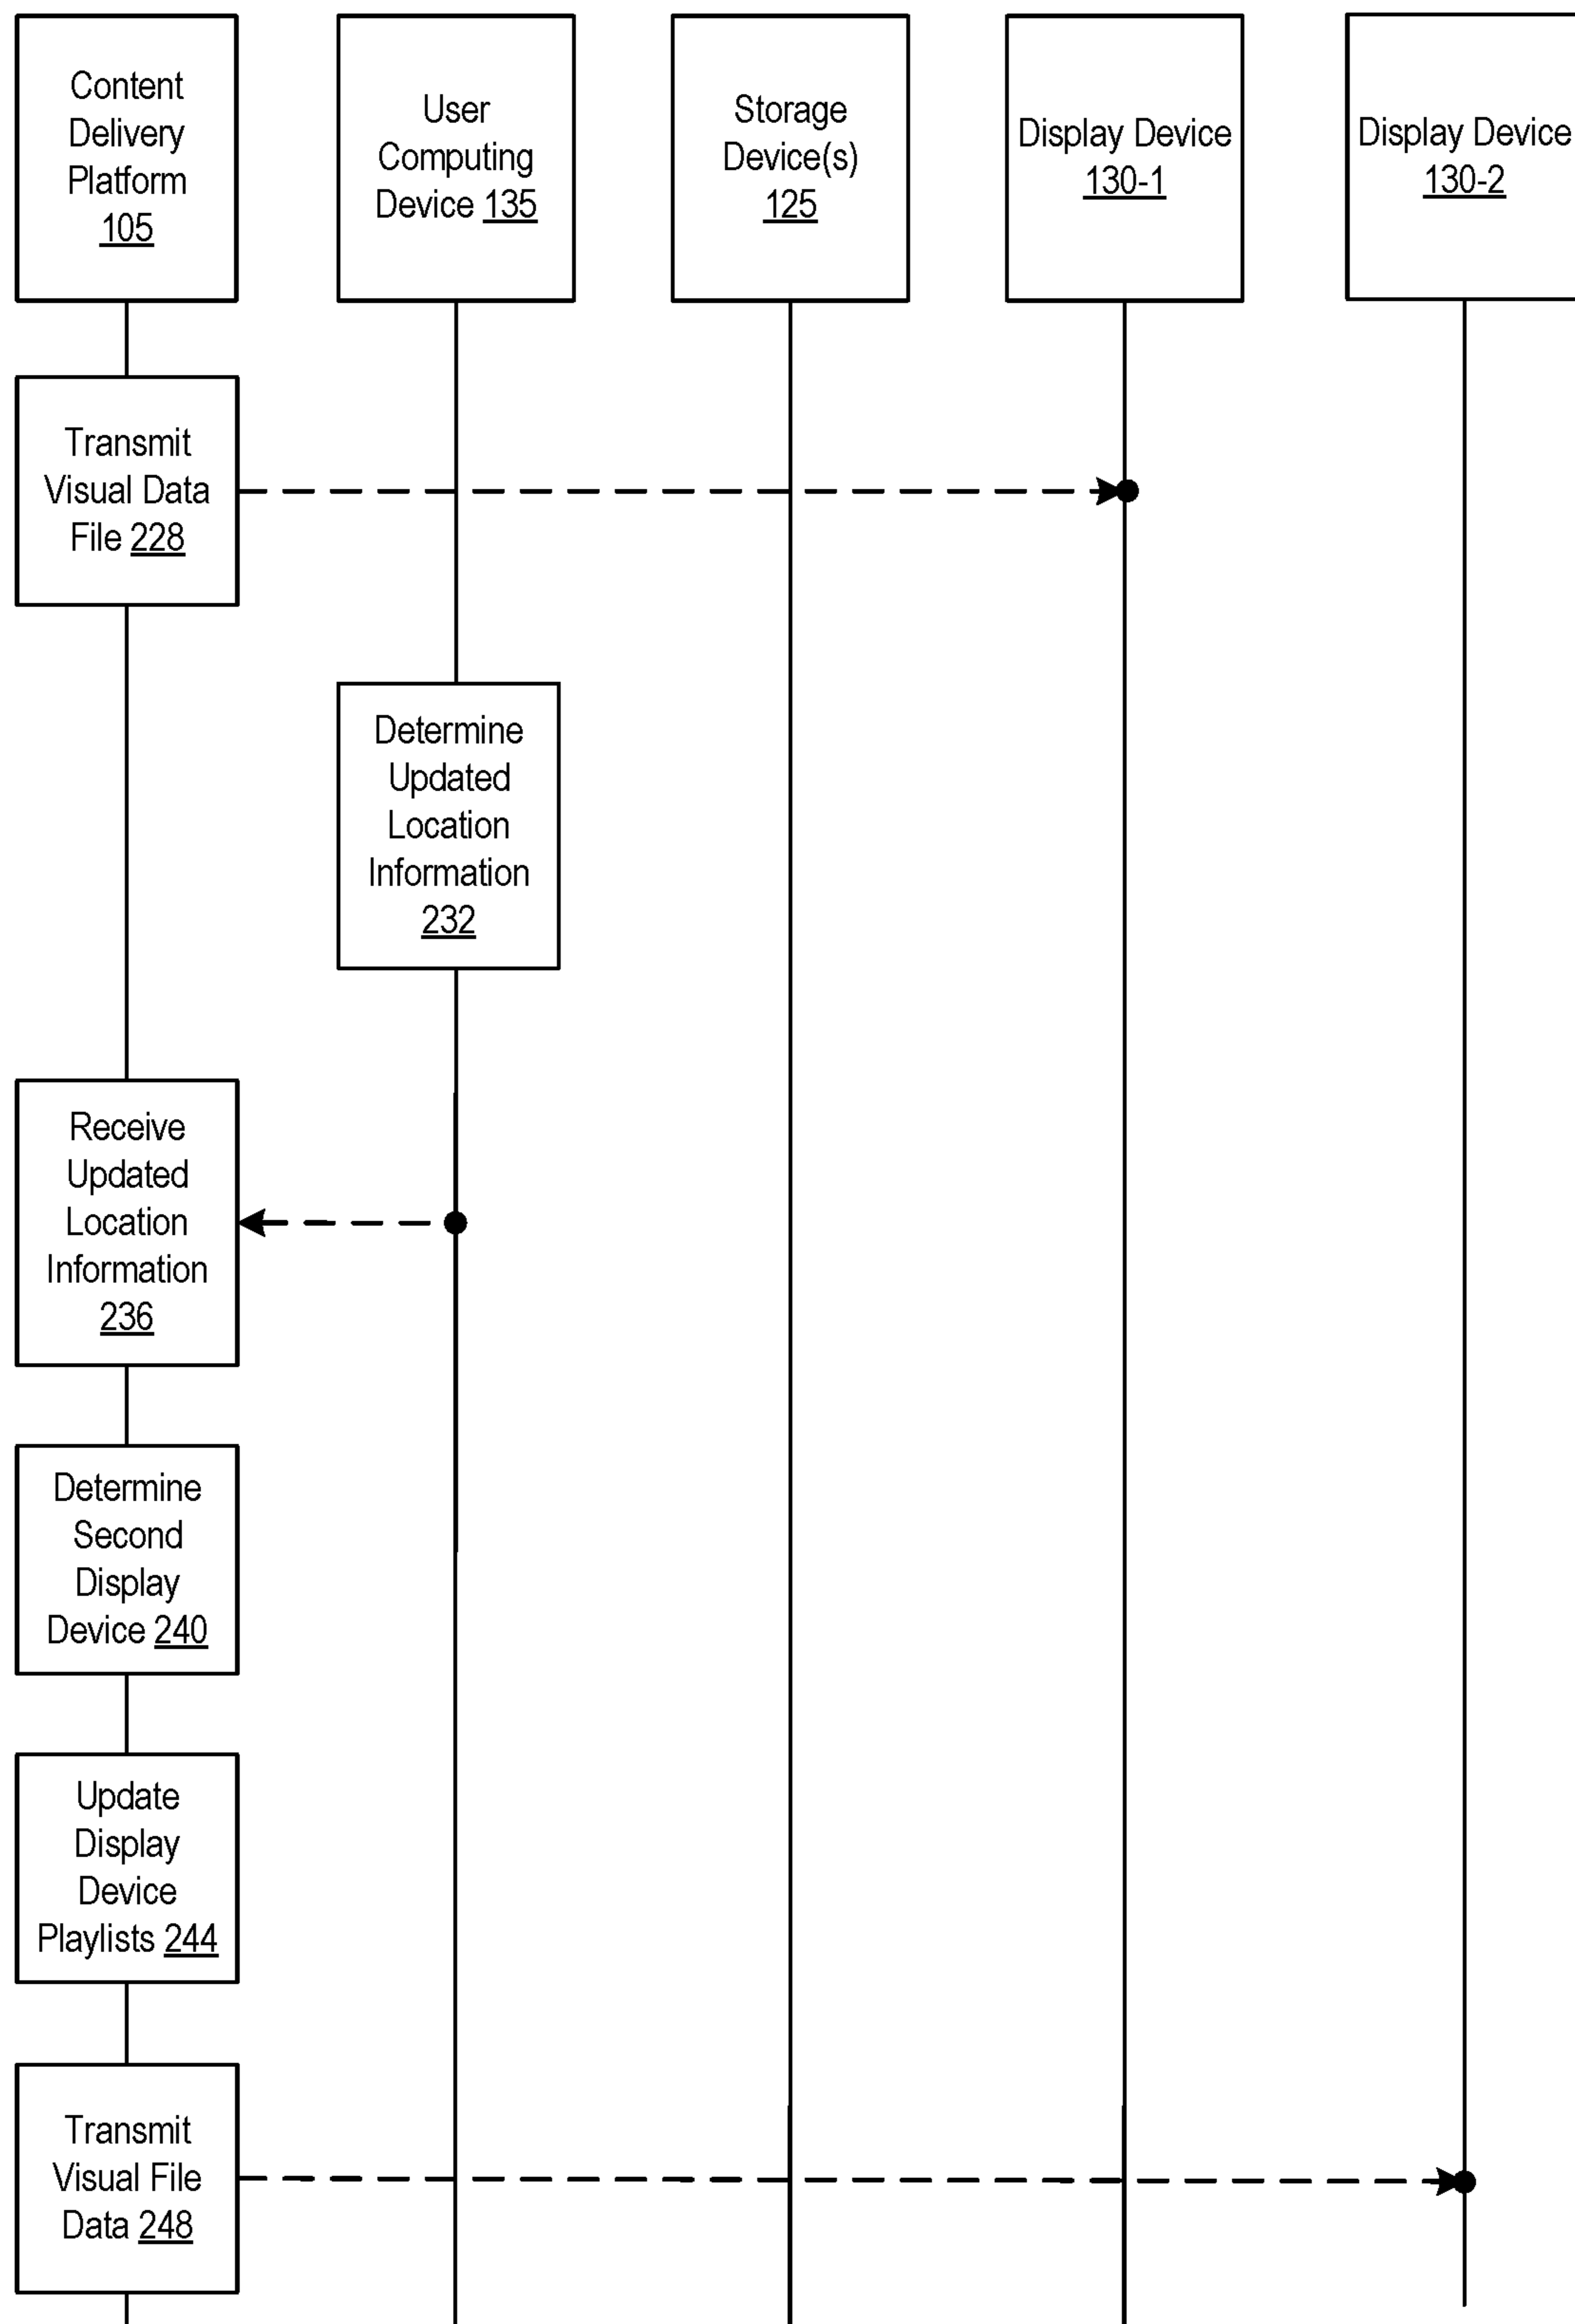 Content
Delivery
Platform
105
User
Computing
Device 135
Storage
Device(s)
125
Display Device
130-1
Display Device
130-2
Transmit
Visual Data
File 228
Determine
Updated
Location
Information
232
Receive
Updated
Location
Information
236
Determine
Second
Display
Device 240
Update
Display
Device
Playlists 244
Transmit
Visual File
Data 248